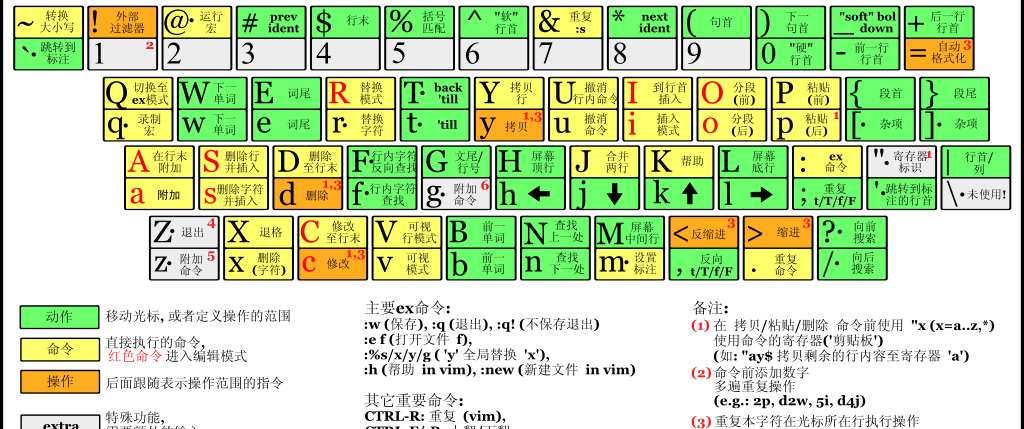 ~ 转换 大小写
! 外部 过滤器
@· 运行 宏
# prev ident
$ 行末
% 括号 匹配
^ "软" 行首
& 重复 :s
* next ident
( 句首
) 下一 句首
_ "soft" bol down
+ 后一行 首行
`· 跳转到 标注
1 2
2
3
4
5
6
7
8
9
0 "硬" 行首
- 前一行 首行
= 自动 3 格式化
Q 切换至 ex模式
W 下一 单词
E 词尾
R 替换 模式
T· back 'till
Y 拷贝 行
U 撤消 行内命令
I 到行首 插入
O 分段 (前)
P 粘贴 (前)
{ 段首
} 段尾
q· 录制 宏
w 下一 单词
e 词尾
r· 替换 字符
t· 'till
y 拷贝 1,3
u 撤消 命令
i 插入 模式
o 分段 (后)
p 粘贴 1 (后)
[· 杂项
]· 杂项
A 在行末 附加
S 删除行 并插入
D 删除 至行末
F· 行内字符 反向查找
G 文尾/ 行号
H 屏幕 顶行
J 合并 两行
K 帮助
L 屏幕 底行
: ex 命令
"· 寄存器 1 标识
| 行首/ 列
a 附加
s 删除字符 并插入
d 删除 1,3
f· 行内字符 查找
g· 附加 6 命令
h ←
j ↓
k ↑
l →
; 重复 t/T/f/F
'· 跳转到标 注的行首
\· 未使用!
Z· 退出 4
X 退格
C 修改 至行末
V 可视 行模式
B 前一 单词
N 查找 上一处
M 屏幕 中间行
< 反缩进 3
> 缩进 3
?· 向前 搜索
z· 附加 5 命令
x 删除 (字符)
c 修改 1,3
v 可视 模式
b 前一 单词
n 查找 下一处
m· 设置 标注
, 反向 t/T/f/F
. 重复 命令
/· 向后 搜索
动作 移动光标, 或者定义操作的范围
命令 直接执行的命令,
红色命令 进入编辑模式
操作 后面跟随表示操作范围的指令
extra 特殊功能,
主要ex命令:
:w (保存), :q (退出), :q! (不保存退出)
:e f (打开文件 f),
:%s/x/y/g ( 'y' 全局替换 'x'),
:h (帮助 in vim), :new (新建文件 in vim)
其它重要命令:
CTRL-R: 重复 (vim),
备注:
(1) 在 拷贝/粘贴/删除 命令前使用 "x (x=a..z,*)
使用命令的寄存器('剪贴板')
(如: "ay$ 拷贝剩余的行内容至寄存器 'a')
(2) 命令前添加数字
多遍重复操作
(e.g.: 2p, d2w, 5i, d4j)
(3) 重复本字符在光标所在行执行操作